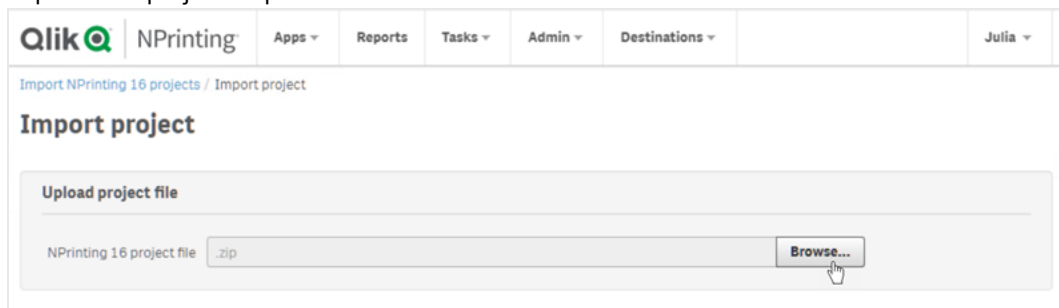 Qlik NPrinting Apps Reports Tasks Admin Destinations Julia
Import NPrinting 16 projects / Import project
Import project
Upload project file
NPrinting 16 project file .zip Browse...